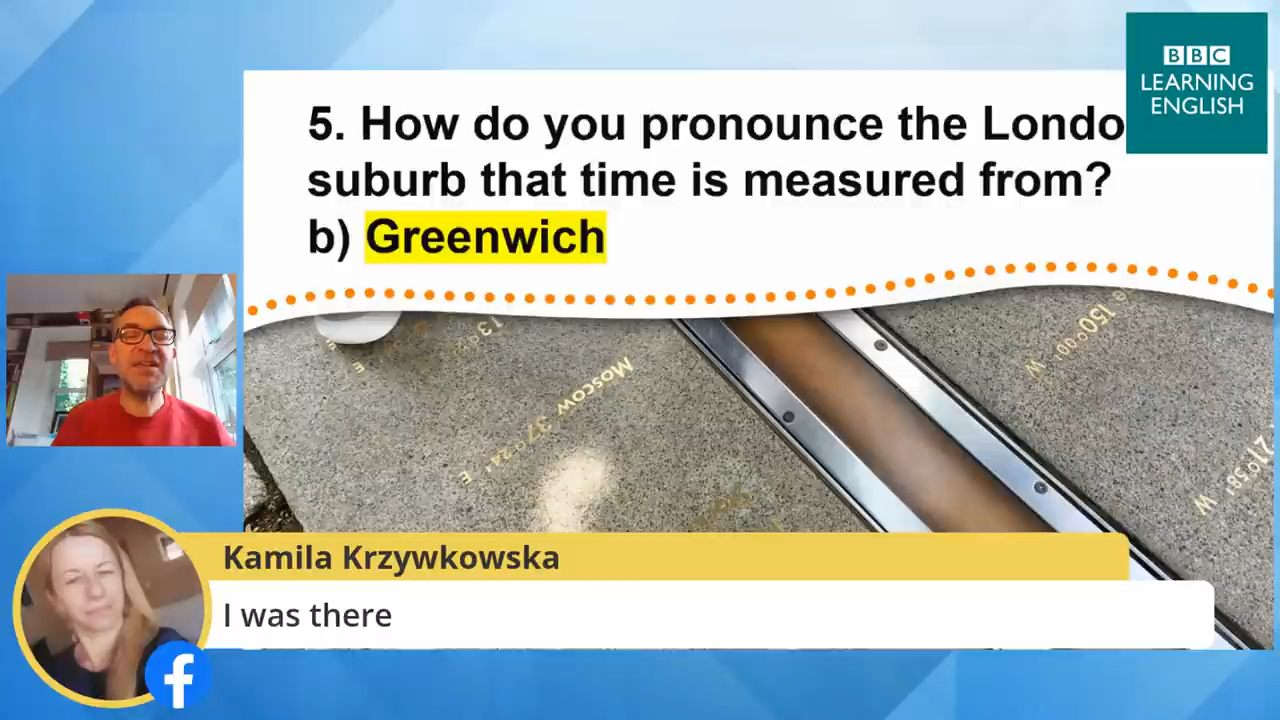 BBC
LEARNING
ENGLISH
5. How do you pronounce the Londo
suburb that time is measured from?
b) Greenwich
Moscow 37°24' E
150°00' W
W
E
E
Kamila Krzywkowska
I was there
f